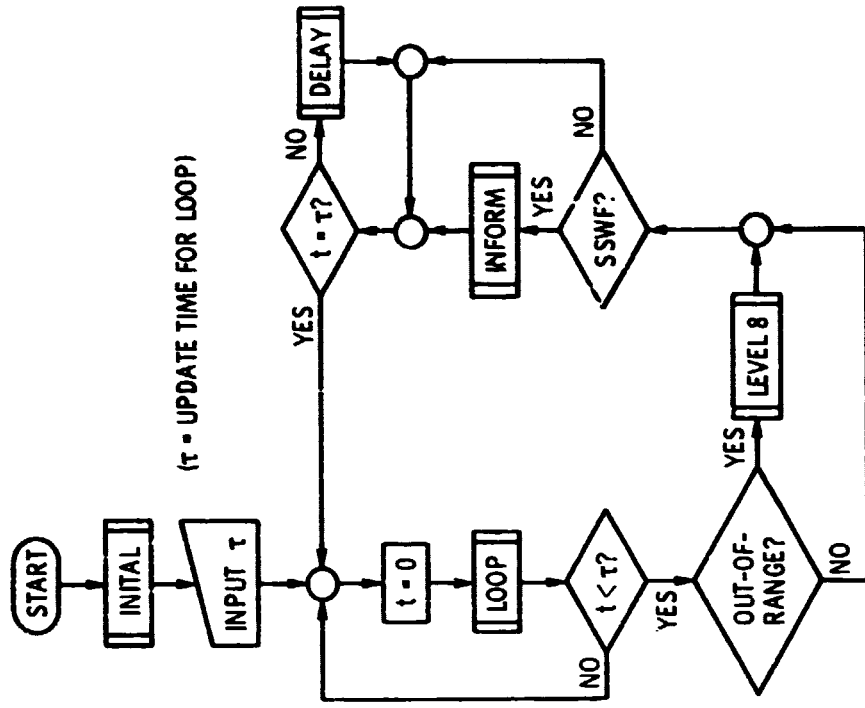 START
INITAL
INPUT τ
(τ = UPDATE TIME FOR LOOP)
t = 0
LOOP
t < τ?
NO
YES
OUT-OF-
RANGE?
NO
YES
LEVEL 8
SSWF?
NO
YES
INFORM
t = τ?
YES
NO
DELAY